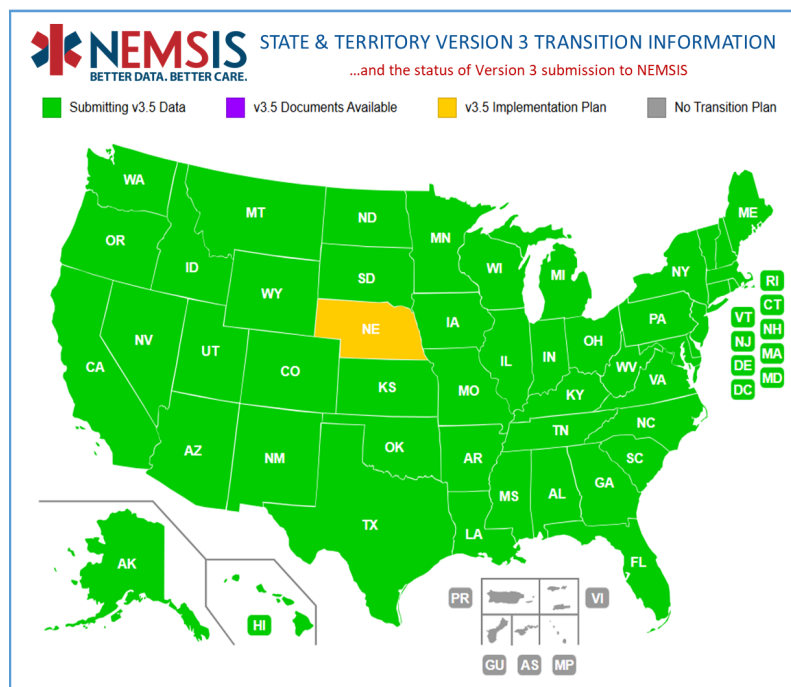 NEMSIS
BETTER DATA. BETTER CARE.
STATE & TERRITORY VERSION 3 TRANSITION INFORMATION
...and the status of Version 3 submission to NEMSIS
Submitting v3.5 Data
v3.5 Documents Available
v3.5 Implementation Plan
No Transition Plan
WA
MT
ND
MN
ME
OR
ID
SD
WI
MI
NY
WY
RI
CT
VT
NH
NJ
MA
DE
MD
DC
NE
IA
PA
NV
UT
CO
IL
IN
OH
CA
KS
MO
WV
VA
KY
NC
TN
AZ
NM
OK
AR
SC
MS
AL
GA
TX
LA
FL
AK
HI
PR
VI
GU
AS
MP